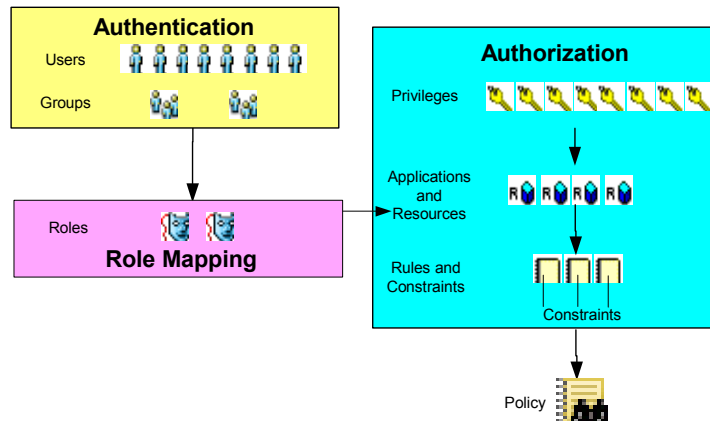 Authentication
Users
Groups
Roles
Role Mapping
Authorization
Privileges
Applications
and
Resources
R R R R
Rules and
Constraints
Constraints
Policy